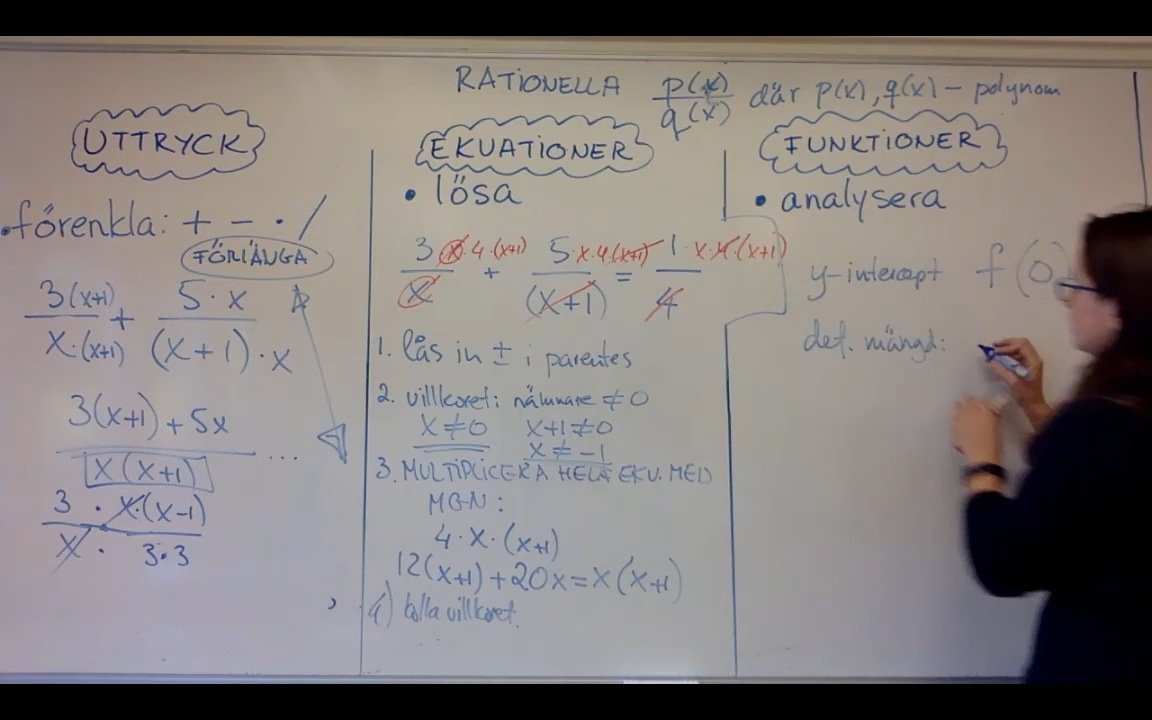 RATIONELLA p(x)/q(x) där p(x), q(x) – polynom
UTTRYCK
• förenkla: + − · /
FÖRLÄNGA
3(x+1)/x·(x+1) + 5·x/(x+1)·x
3(x+1)+5x/x(x+1) ...
3·x·(x−1)/x·3·3
EKVATIONER
• lösa
3·x·4·(x+1)/x + 5·x·4(x+1)/(x+1) = 1·x·4·(x+1)/4
1. lås in ± i parentes
2. villkoret: nämnare ≠0
x≠0 x+1≠0
x≠ −1
3. MULTIPLICERA HELA EKV. MED
MGN:
4·x·(x+1)
12(x+1)+20x=x(x+1)
4) kolla villkoret.
FUNKTIONER
• analysera
y-intercept f(0)
def. mängd: